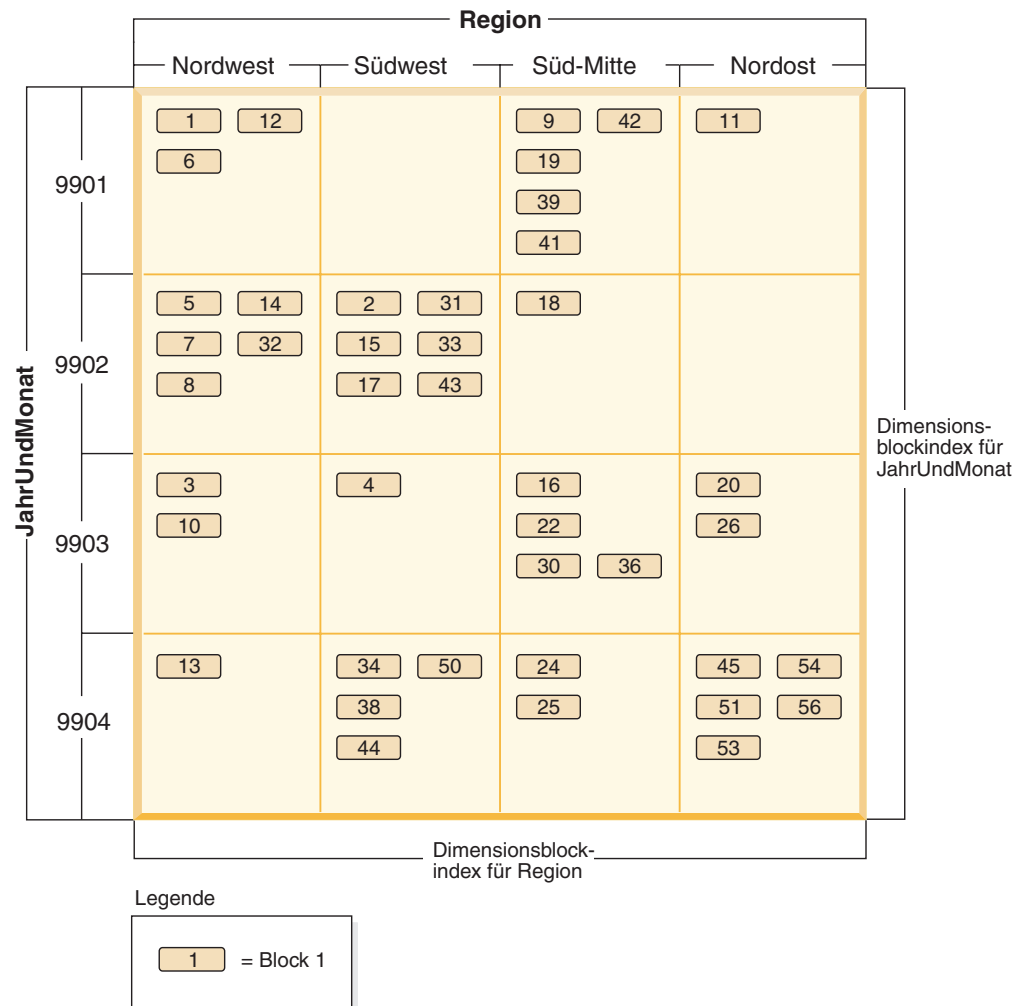 Region
Nordwest Südwest Süd-Mitte Nordost
JahrUndMonat
9901
1 12 9 42 11
6 19
39
41
9902
5 14 2 31 18
7 32 15 33
8 17 43
9903
3 4 16 20
10 22 26
30 36
9904
13 34 50 24 45 54
38 25 51 56
44 53
Dimensions-
blockindex für
JahrUndMonat
Dimensionsblock-
index für Region
Legende
1 = Block 1